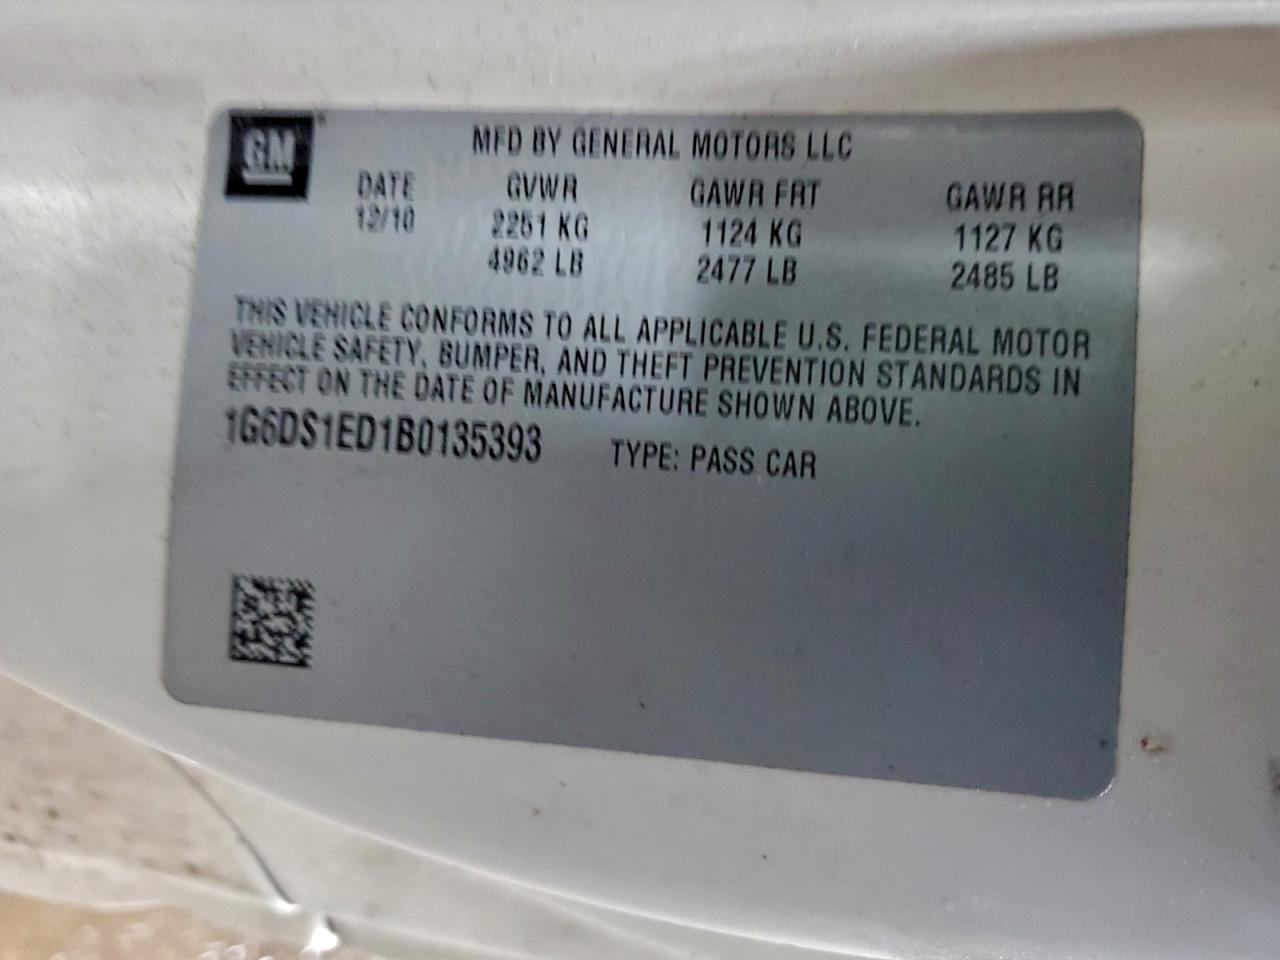 GM
MFD BY GENERAL MOTORS LLC
DATE GVWR GAWR FRT GAWR RR
12/10 2251 KG 1124 KG 1127 KG
4962 LB 2477 LB 2485 LB
THIS VEHICLE CONFORMS TO ALL APPLICABLE U.S. FEDERAL MOTOR
VEHICLE SAFETY, BUMPER, AND THEFT PREVENTION STANDARDS IN
EFFECT ON THE DATE OF MANUFACTURE SHOWN ABOVE.
1G6DS1ED1B0135393 TYPE: PASS CAR